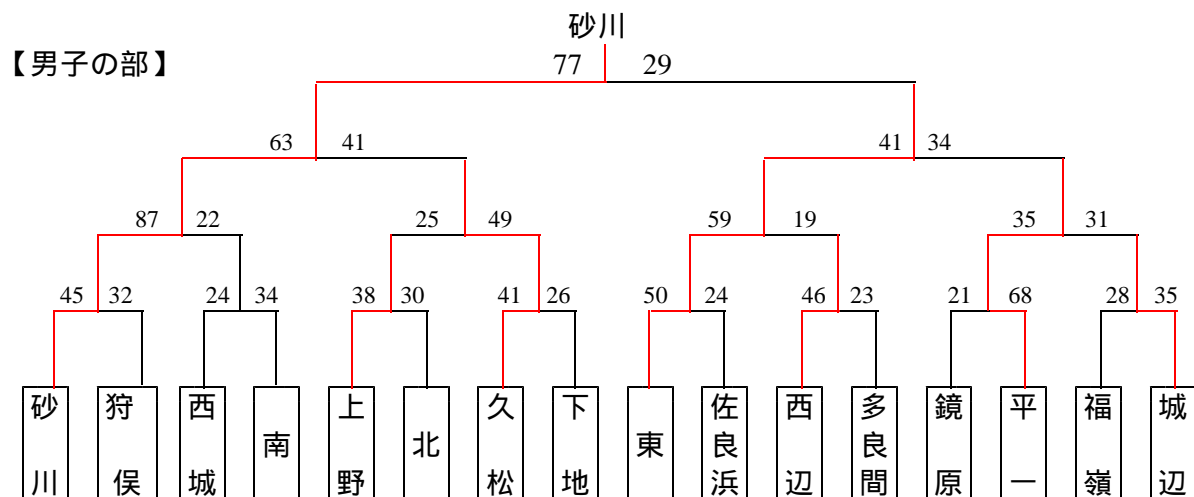 砂川
【男子の部】
77 29
63 41
41 34
87 22
25 49
59 19
35 31
45 32
24 34
38 30
41 26
50 24
46 23
21 68
28 35
砂川
狩俣
西城
南
上野
北
久松
下地
東
佐良浜
西辺
多良間
鏡原
平一
福嶺
城辺